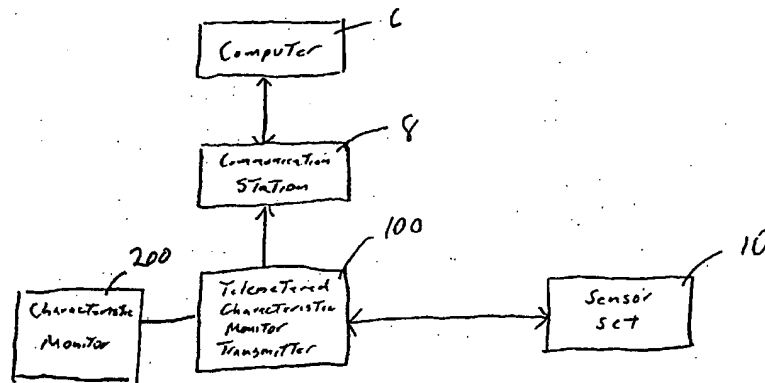 6
Computer
8
Communication
Station
200
100
10
Characteristic
Monitor
Telemetered
Characteristic
Monitor
Transmitter
Sensor
Set